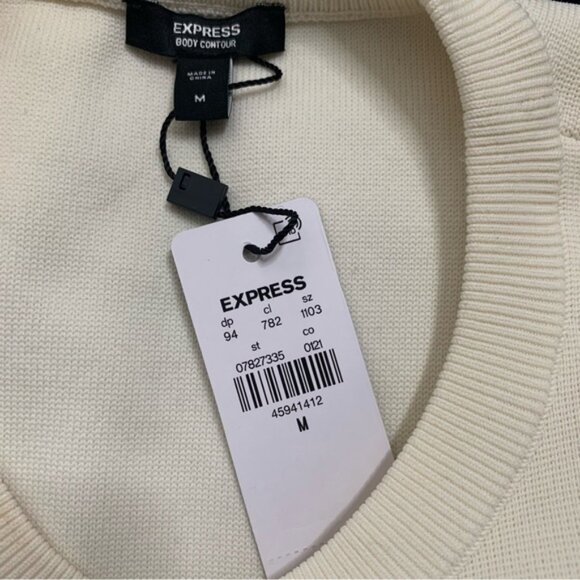 EXPRESS
BODY CONTOUR
MADE IN
CHINA
M
EXPRESS
dp cl sz
94 782 1103
st co
07827335 0121
45941412
M